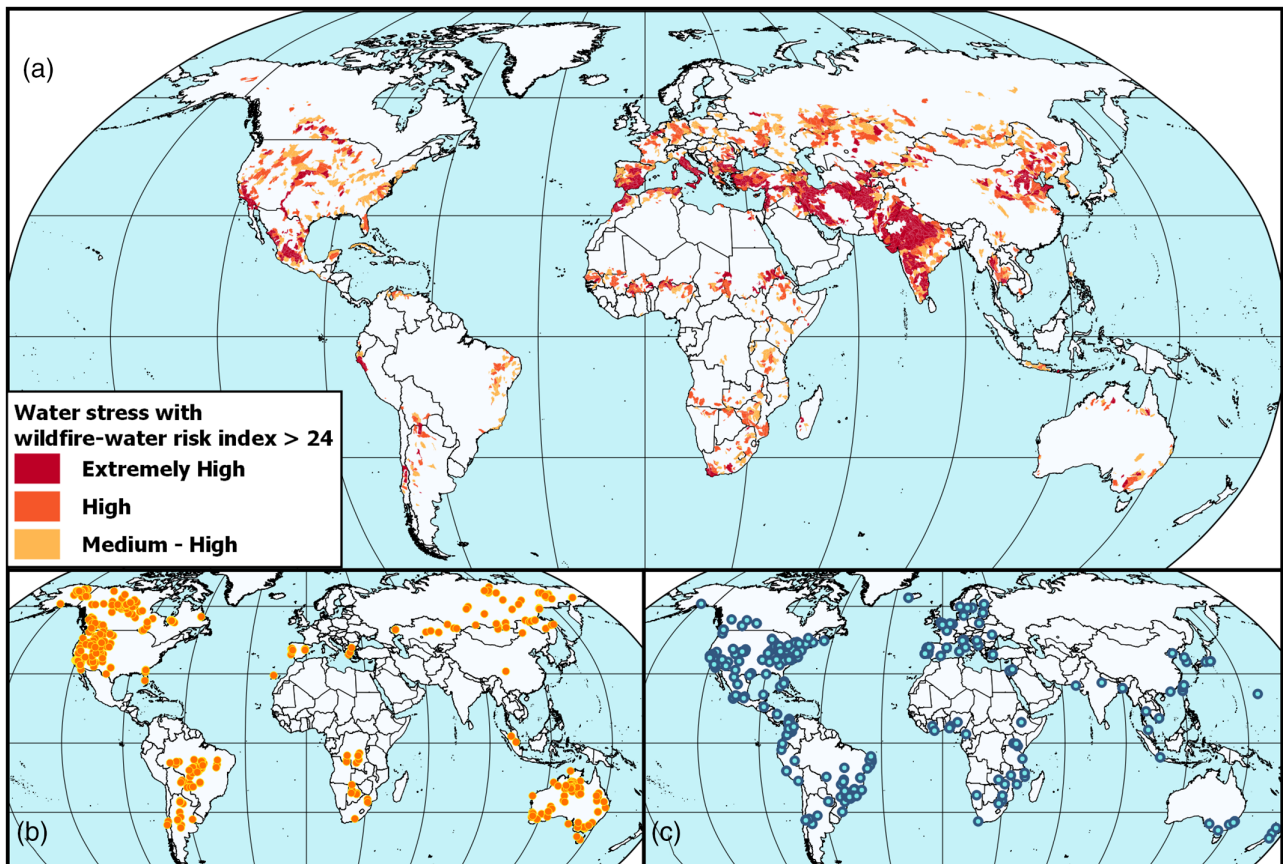 (a)
Water stress with
wildfire-water risk index > 24
Extremely High
High
Medium - High
(b)
(c)